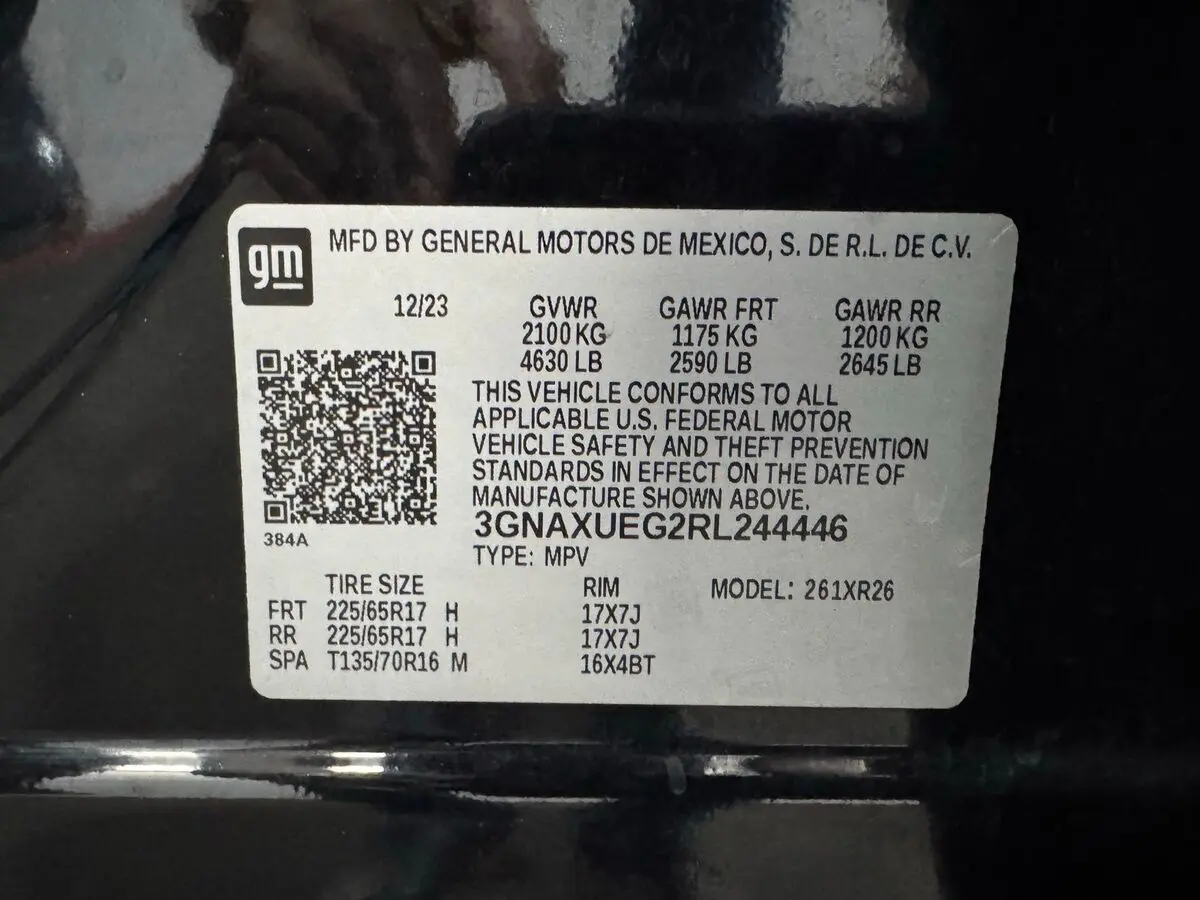 gm MFD BY GENERAL MOTORS DE MEXICO, S. DE R.L. DE C.V.
12/23 GVWR GAWR FRT GAWR RR
2100 KG 1175 KG 1200 KG
4630 LB 2590 LB 2645 LB
THIS VEHICLE CONFORMS TO ALL
APPLICABLE U.S. FEDERAL MOTOR
VEHICLE SAFETY AND THEFT PREVENTION
STANDARDS IN EFFECT ON THE DATE OF
MANUFACTURE SHOWN ABOVE.
3GNAXUEG2RL244446
384A
TYPE: MPV
TIRE SIZE RIM MODEL: 261XR26
FRT 225/65R17 H 17X7J
RR 225/65R17 H 17X7J
SPA T135/70R16 M 16X4BT